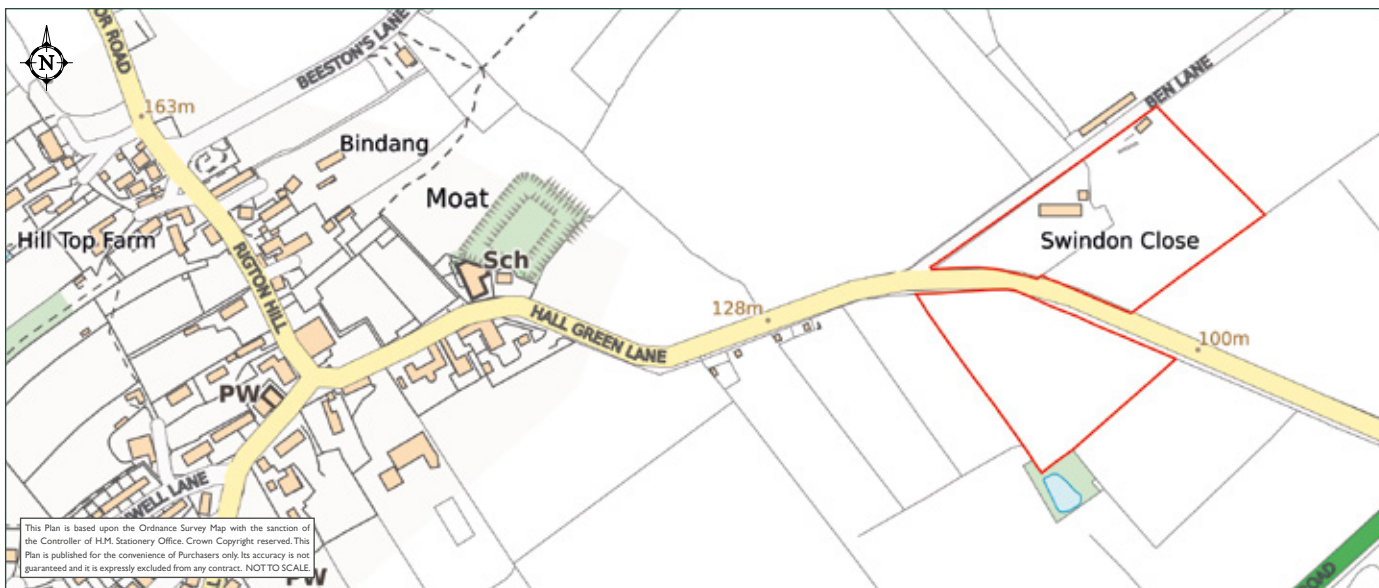 N
OR ROAD
BEESTON'S LANE
BEN LANE
163m
Bindang
Moat
Hill Top Farm
Sch
Swindon Close
RIGTON HILL
128m
HALL GREEN LANE
100m
PW
WELL LANE
This Plan is based upon the Ordnance Survey Map with the sanction of
the Controller of H.M. Stationery Office. Crown Copyright reserved. This
Plan is published for the convenience of Purchasers only. Its accuracy is not
guaranteed and it is expressly excluded from any contract. NOT TO SCALE.
PW
ROAD